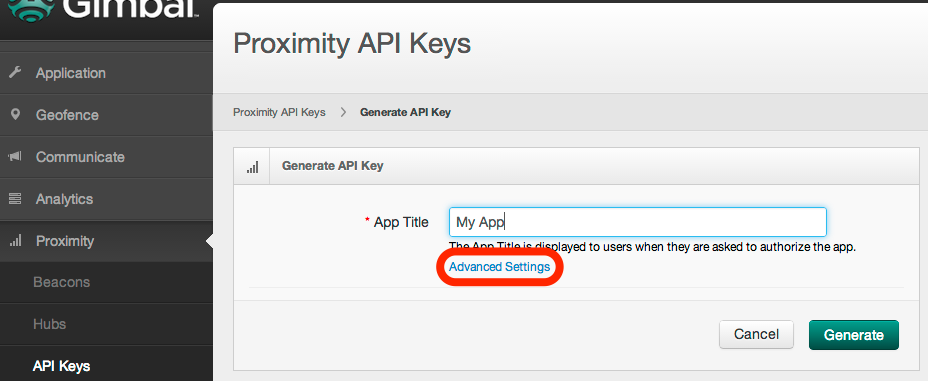 Gimbal™
Proximity API Keys
Application
Geofence
Communicate
Analytics
Proximity
Beacons
Hubs
API Keys
Proximity API Keys > Generate API Key
Generate API Key
* App Title My App
The App Title is displayed to users when they are asked to authorize the app.
Advanced Settings
Cancel Generate